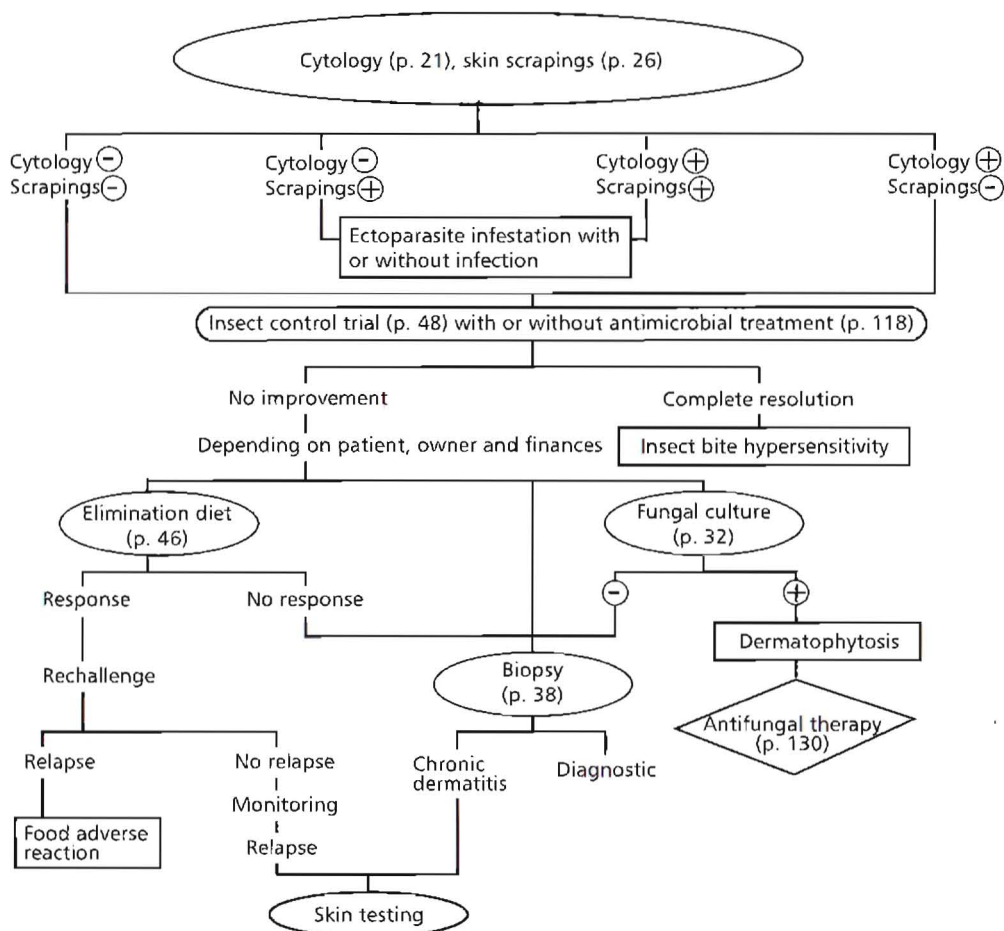 Cytology (p. 21), skin scrapings (p. 26)
Cytology ⊖
Scrapings ⊖
Cytology ⊖
Scrapings ⊕
Cytology ⊕
Scrapings ⊕
Cytology ⊕
Scrapings ⊖
Ectoparasite infestation with
or without infection
Insect control trial (p. 48) with or without antimicrobial treatment (p. 118)
No improvement
Complete resolution
Depending on patient, owner and finances
Insect bite hypersensitivity
Elimination diet
(p. 46)
Fungal culture
(p. 32)
Response
No response
⊖
⊕
Dermatophytosis
Rechallenge
Biopsy
(p. 38)
Antifungal therapy
(p. 130)
Relapse
No relapse
Chronic
dermatitis
Diagnostic
Monitoring
Food adverse
reaction
Relapse
Skin testing